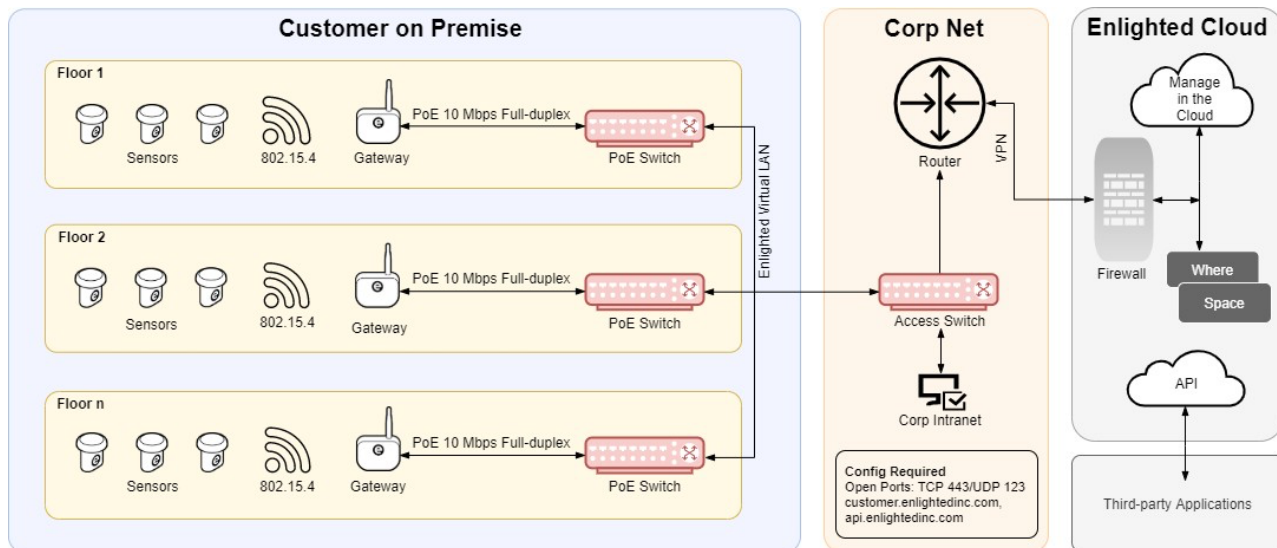 Customer on Premise
Floor 1
Sensors
802.15.4
Gateway
PoE 10 Mbps Full-duplex
PoE Switch
Floor 2
Sensors
802.15.4
Gateway
PoE 10 Mbps Full-duplex
PoE Switch
Floor n
Sensors
802.15.4
Gateway
PoE 10 Mbps Full-duplex
PoE Switch
Enlighted Virtual LAN
Corp Net
Router
VPN
Access Switch
Corp Intranet
Config Required
Open Ports: TCP 443/UDP 123
customer.enlightedinc.com,
api.enlightedinc.com
Enlighted Cloud
Manage
in the
Cloud
Firewall
Where
Space
API
Third-party Applications